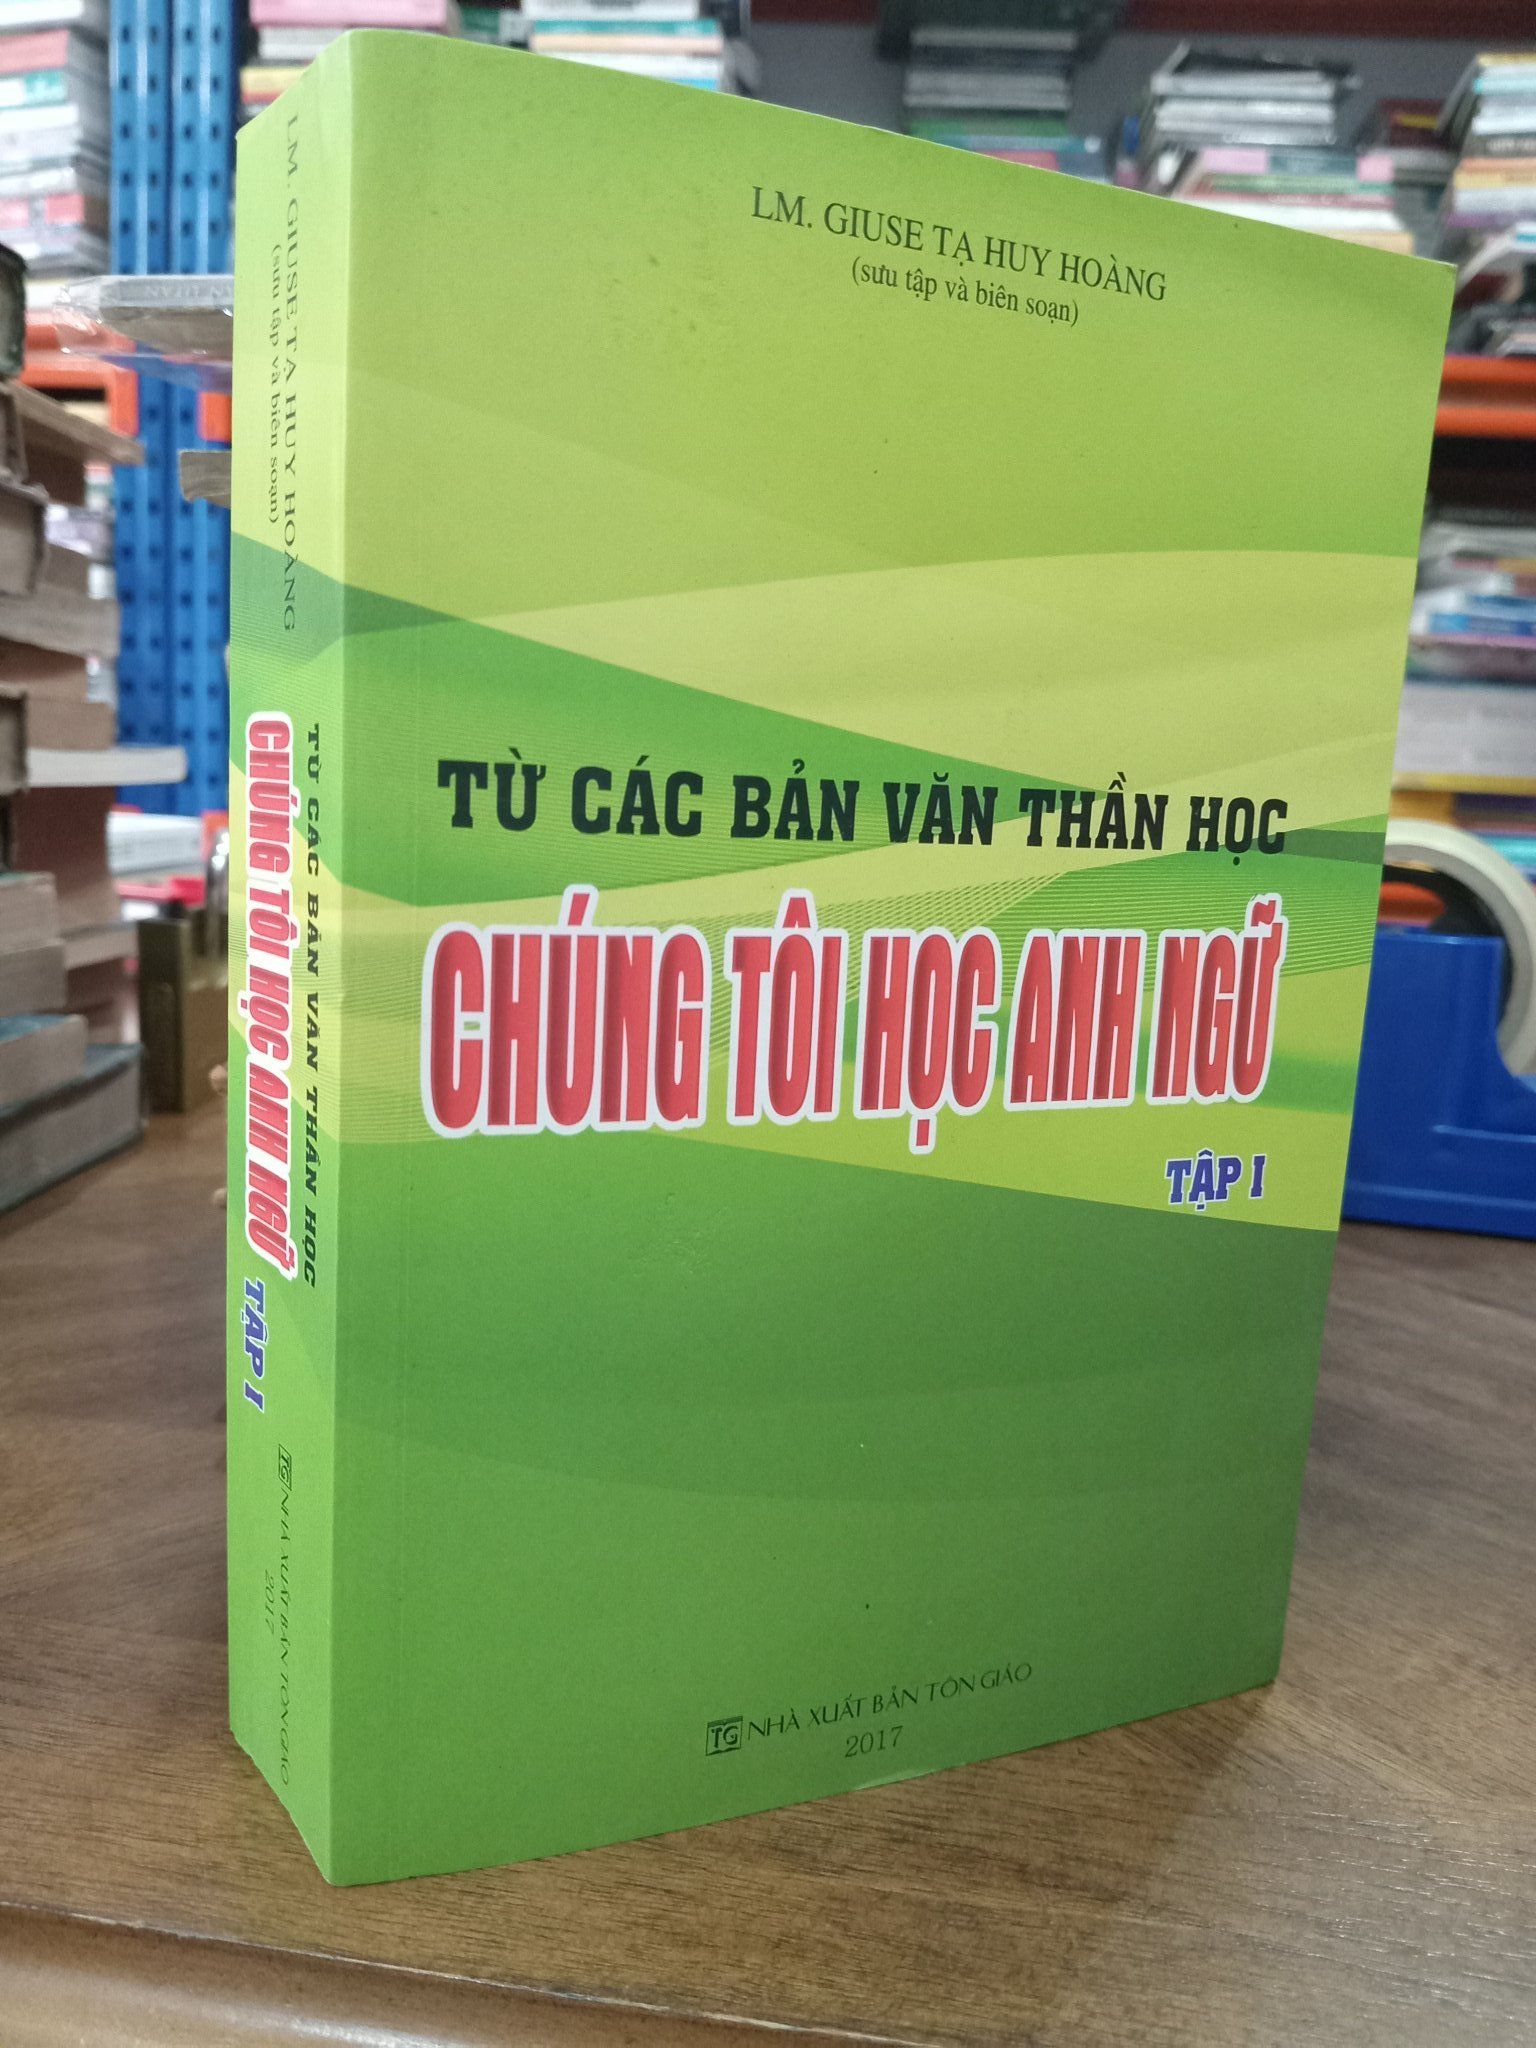 LM. GIUSE TẠ HUY HOÀNG
(sưu tập và biên soạn)
TỪ CÁC BẢN VĂN THẦN HỌC
CHÚNG TÔI HỌC ANH NGỮ
TẬP I
TG NHÀ XUẤT BẢN TÔN GIÁO
2017
LM. GIUSE TẠ HUY HOÀNG
(sưu tập và biên soạn)
TỪ CÁC BẢN VĂN THẦN HỌC
CHÚNG TÔI HỌC ANH NGỮ
TẬP I
TG NHÀ XUẤT BẢN TÔN GIÁO
2017